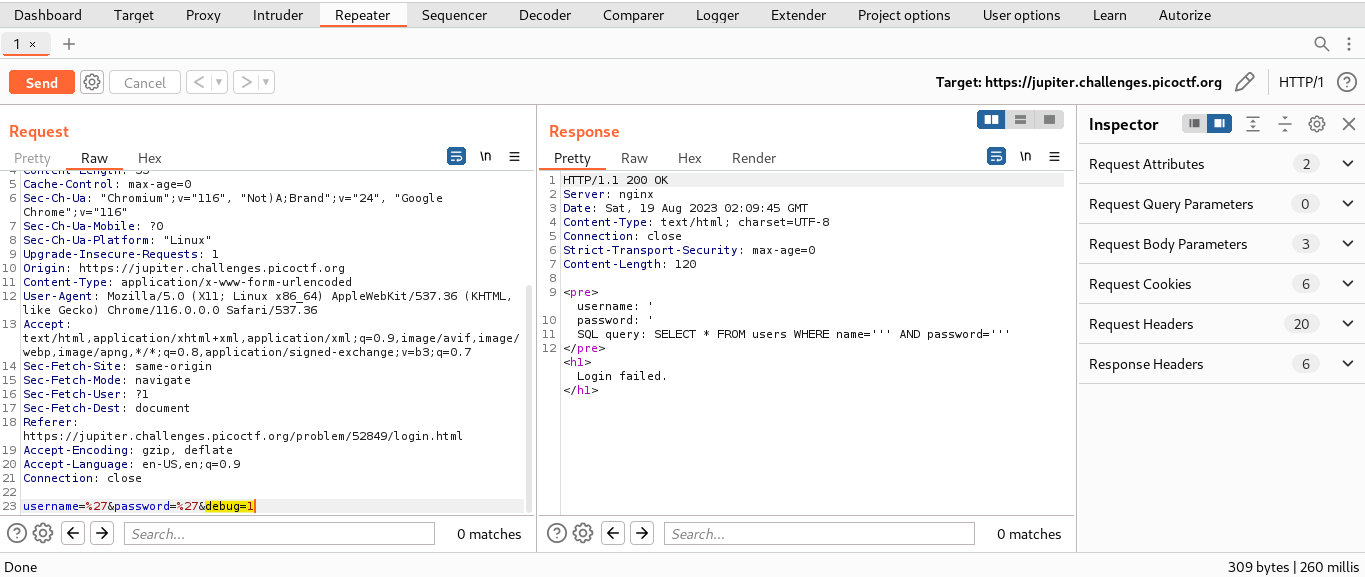 Dashboard Target Proxy Intruder Repeater Sequencer Decoder Comparer Logger Extender Project options User options Learn Autorize
1 × +
Send Cancel < > Target: https://jupiter.challenges.picoctf.org HTTP/1 ?
Request
Pretty Raw Hex \n
4 Content-Length: 35
5 Cache-Control: max-age=0
6 Sec-Ch-Ua: "Chromium";v="116", "Not)A;Brand";v="24", "Google
Chrome";v="116"
7 Sec-Ch-Ua-Mobile: ?0
8 Sec-Ch-Ua-Platform: "Linux"
9 Upgrade-Insecure-Requests: 1
10 Origin: https://jupiter.challenges.picoctf.org
11 Content-Type: application/x-www-form-urlencoded
12 User-Agent: Mozilla/5.0 (X11; Linux x86_64) AppleWebKit/537.36 (KHTML,
like Gecko) Chrome/116.0.0.0 Safari/537.36
13 Accept:
text/html,application/xhtml+xml,application/xml;q=0.9,image/avif,image/
webp,image/apng,*/*;q=0.8,application/signed-exchange;v=b3;q=0.7
14 Sec-Fetch-Site: same-origin
15 Sec-Fetch-Mode: navigate
16 Sec-Fetch-User: ?1
17 Sec-Fetch-Dest: document
18 Referer:
https://jupiter.challenges.picoctf.org/problem/52849/login.html
19 Accept-Encoding: gzip, deflate
20 Accept-Language: en-US,en;q=0.9
21 Connection: close
22
23 username=%27&password=%27&debug=1
? Search... 0 matches
Response
Pretty Raw Hex Render \n
1 HTTP/1.1 200 OK
2 Server: nginx
3 Date: Sat, 19 Aug 2023 02:09:45 GMT
4 Content-Type: text/html; charset=UTF-8
5 Connection: close
6 Strict-Transport-Security: max-age=0
7 Content-Length: 120
8
9 <pre>
username: '
10 password: '
11 SQL query: SELECT * FROM users WHERE name=''' AND password='''
12 </pre>
<h1>
Login failed.
</h1>
? Search... 0 matches
Inspector
Request Attributes 2
Request Query Parameters 0
Request Body Parameters 3
Request Cookies 6
Request Headers 20
Response Headers 6
Done 309 bytes | 260 millis